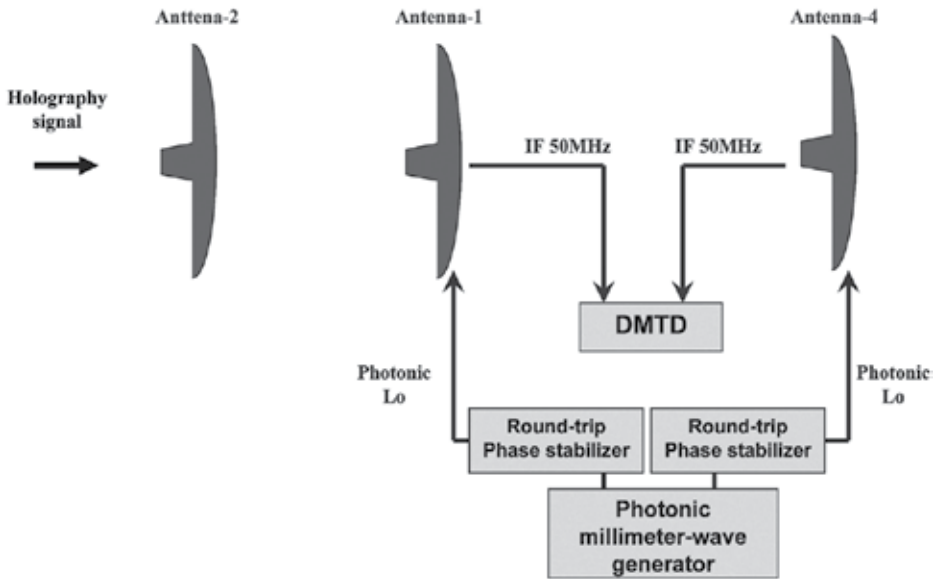 Anttena-2
Antenna-1
Antenna-4
Holography
signal
IF 50MHz
IF 50MHz
DMTD
Photonic
Lo
Photonic
Lo
Round-trip
Phase stabilizer
Round-trip
Phase stabilizer
Photonic
millimeter-wave
generator